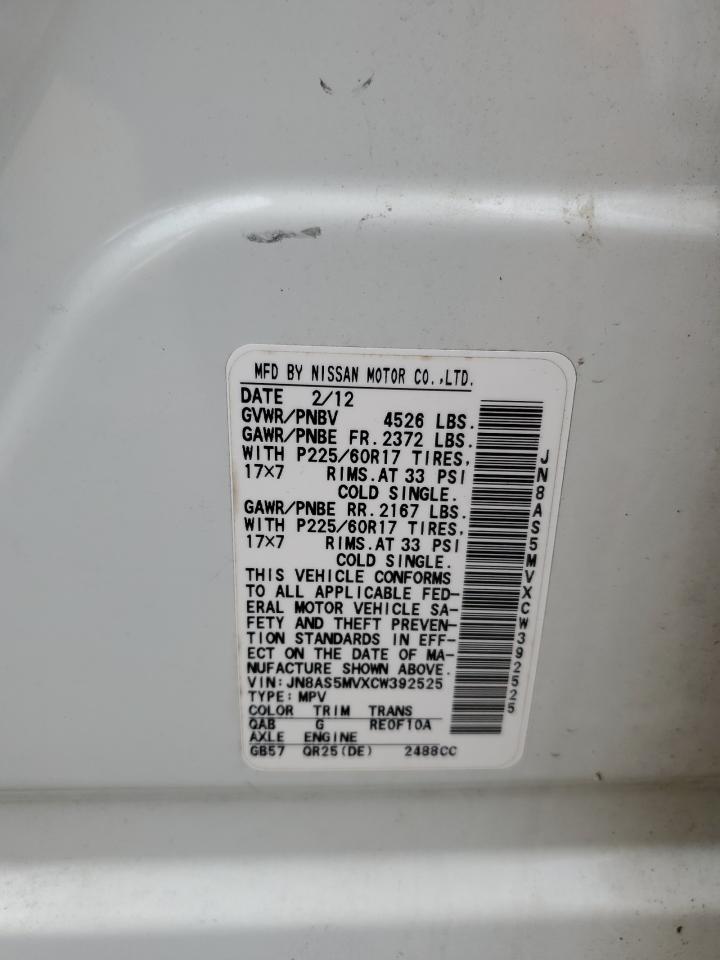 MFD BY NISSAN MOTOR CO.,LTD.
DATE 2/12
GVWR/PNBV 4526 LBS.
GAWR/PNBE FR. 2372 LBS.
WITH P225/60R17 TIRES,
17×7 RIMS.AT 33 PSI
COLD SINGLE.
GAWR/PNBE RR. 2167 LBS.
WITH P225/60R17 TIRES,
17×7 RIMS.AT 33 PSI
COLD SINGLE.
THIS VEHICLE CONFORMS
TO ALL APPLICABLE FED-
ERAL MOTOR VEHICLE SA-
FETY AND THEFT PREVEN-
TION STANDARDS IN EFF-
ECT ON THE DATE OF MA-
NUFACTURE SHOWN ABOVE.
VIN: JN8AS5MVXCW392525
TYPE: MPV
COLOR TRIM TRANS
QAB G RE0F10A
AXLE ENGINE
GB57 QR25(DE) 2488CC
JN8AS5MVXCW392525